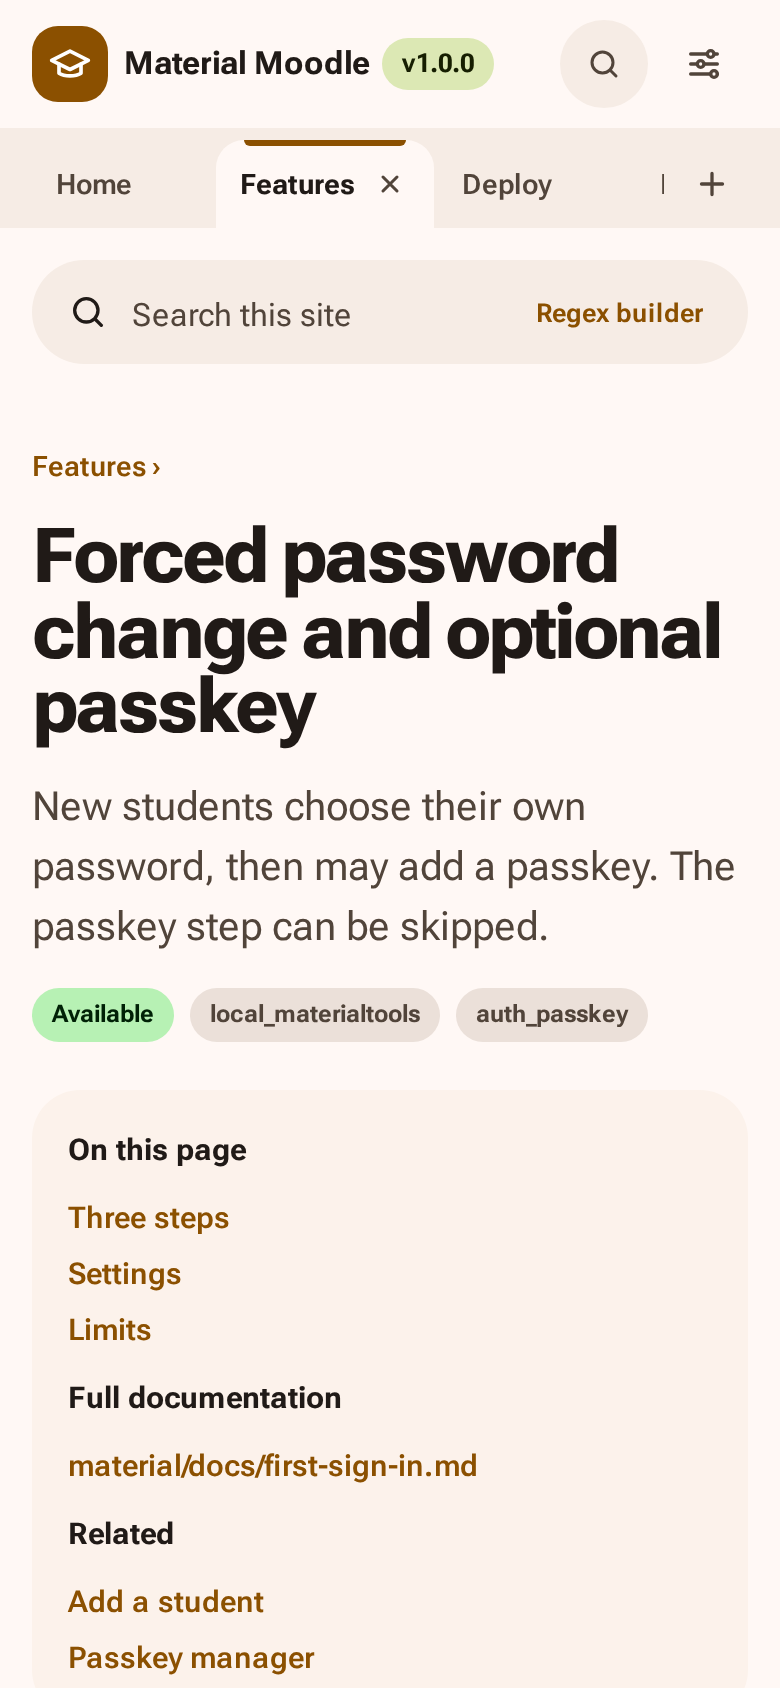 Material Moodle v1.0.0
Home Features Deploy
Search this site Regex builder
Features ›
Forced password
change and optional
passkey
New students choose their own
password, then may add a passkey. The
passkey step can be skipped.
Available local_materialtools auth_passkey
On this page
Three steps
Settings
Limits
Full documentation
material/docs/first-sign-in.md
Related
Add a student
Passkey manager